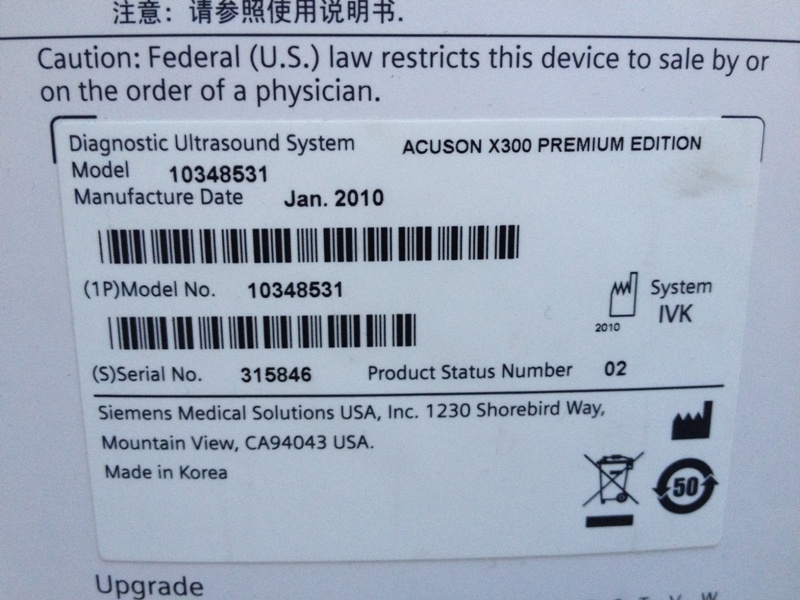 注意: 请参照使用说明书.
Caution: Federal (U.S.) law restricts this device to sale by or
on the order of a physician.
Diagnostic Ultrasound System ACUSON X300 PREMIUM EDITION
Model 10348531
Manufacture Date Jan. 2010
(1P)Model No. 10348531
System
2010 IVK
(S)Serial No. 315846 Product Status Number 02
Siemens Medical Solutions USA, Inc. 1230 Shorebird Way,
Mountain View, CA94043 USA.
Made in Korea
50
Upgrade